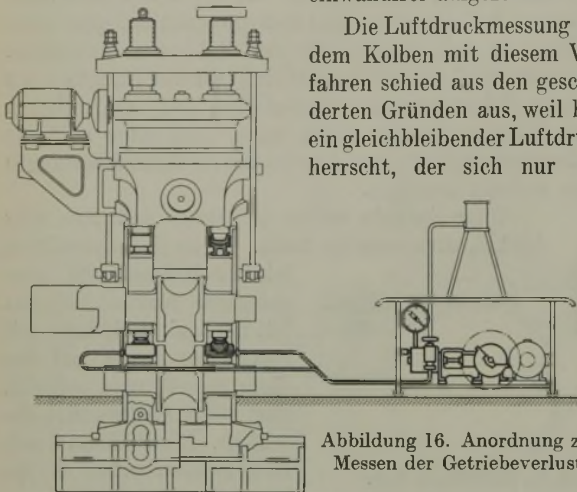 Die Luftdruckmessung
dem Kolben mit diesem V
fahren schied aus den gesc
derten Gründen aus, weil
ein gleichbleibender Luftdr
herrscht, der sich nur
Abbildung 16. Anordnung z
Messen der Getriebeverlust